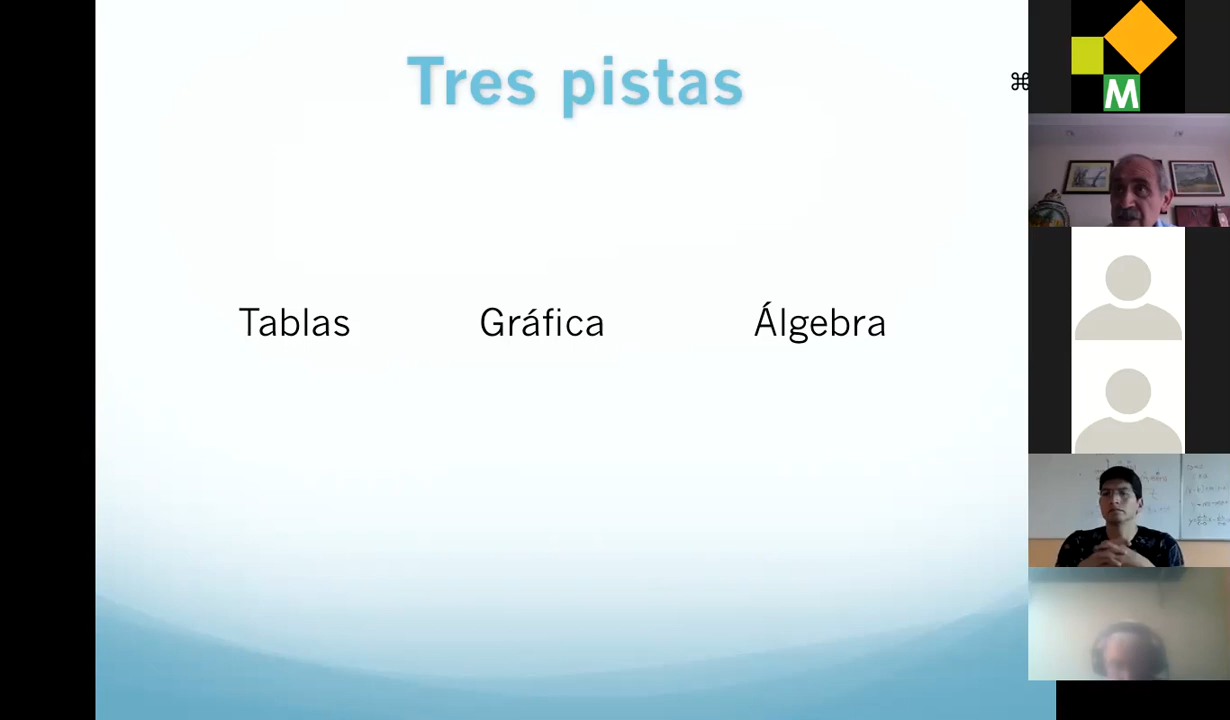 Tres pistas
⌘
M
Tablas Gráfica Álgebra